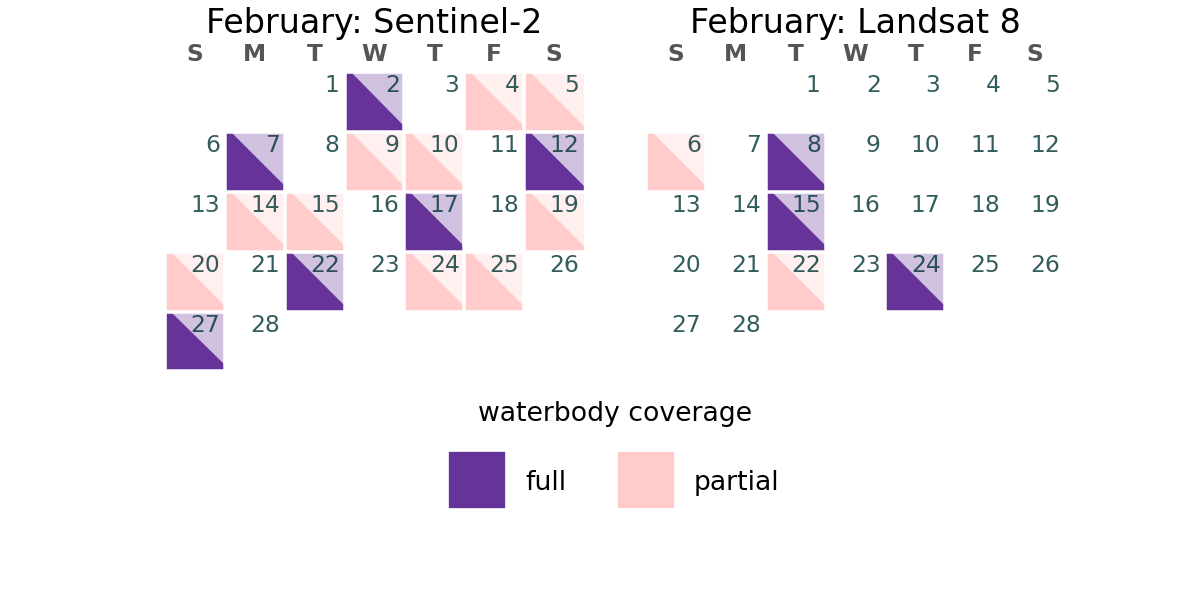 February: Sentinel-2
S M T W T F S
1 2 3 4 5
6 7 8 9 10 11 12
13 14 15 16 17 18 19
20 21 22 23 24 25 26
27 28
February: Landsat 8
S M T W T F S
1 2 3 4 5
6 7 8 9 10 11 12
13 14 15 16 17 18 19
20 21 22 23 24 25 26
27 28
waterbody coverage
full partial